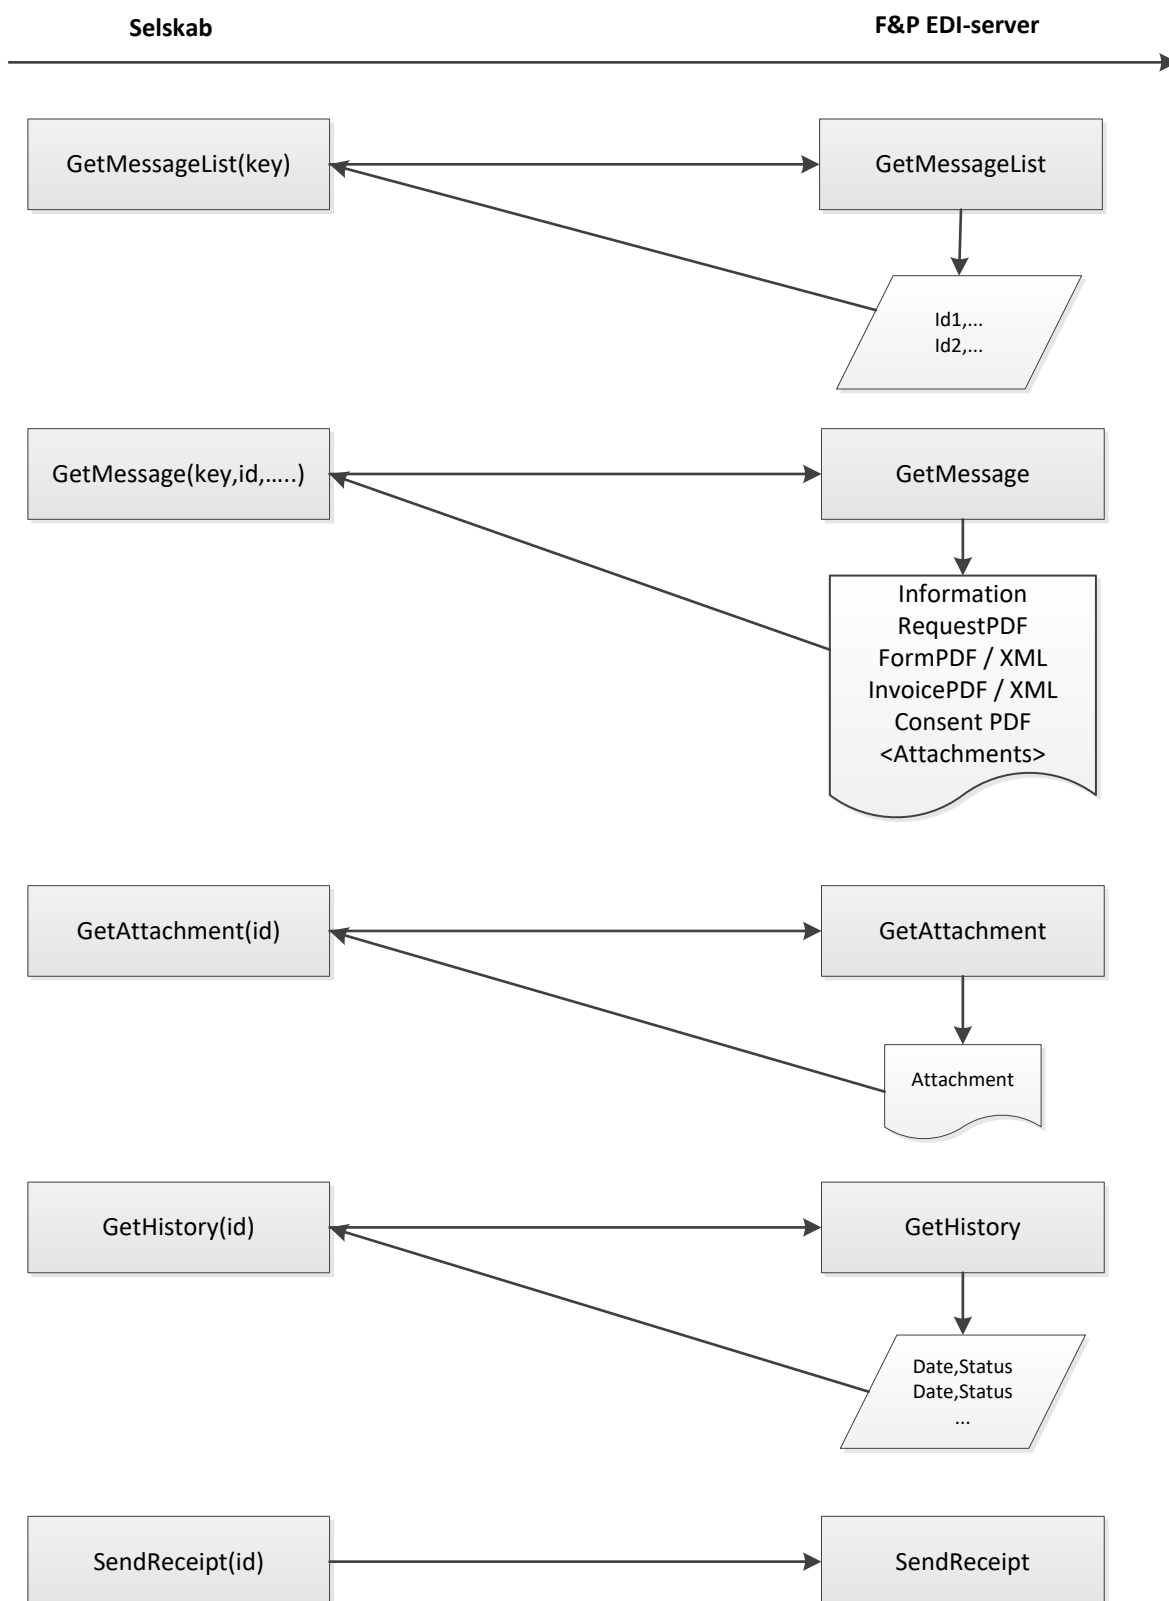 Selskab
F&P EDI-server
GetMessageList(key)
GetMessageList
Id1,...
Id2,...
GetMessage(key,id,.....)
GetMessage
Information
RequestPDF
FormPDF / XML
InvoicePDF / XML
Consent PDF
<Attachments>
GetAttachment(id)
GetAttachment
Attachment
GetHistory(id)
GetHistory
Date,Status
Date,Status
...
SendReceipt(id)
SendReceipt